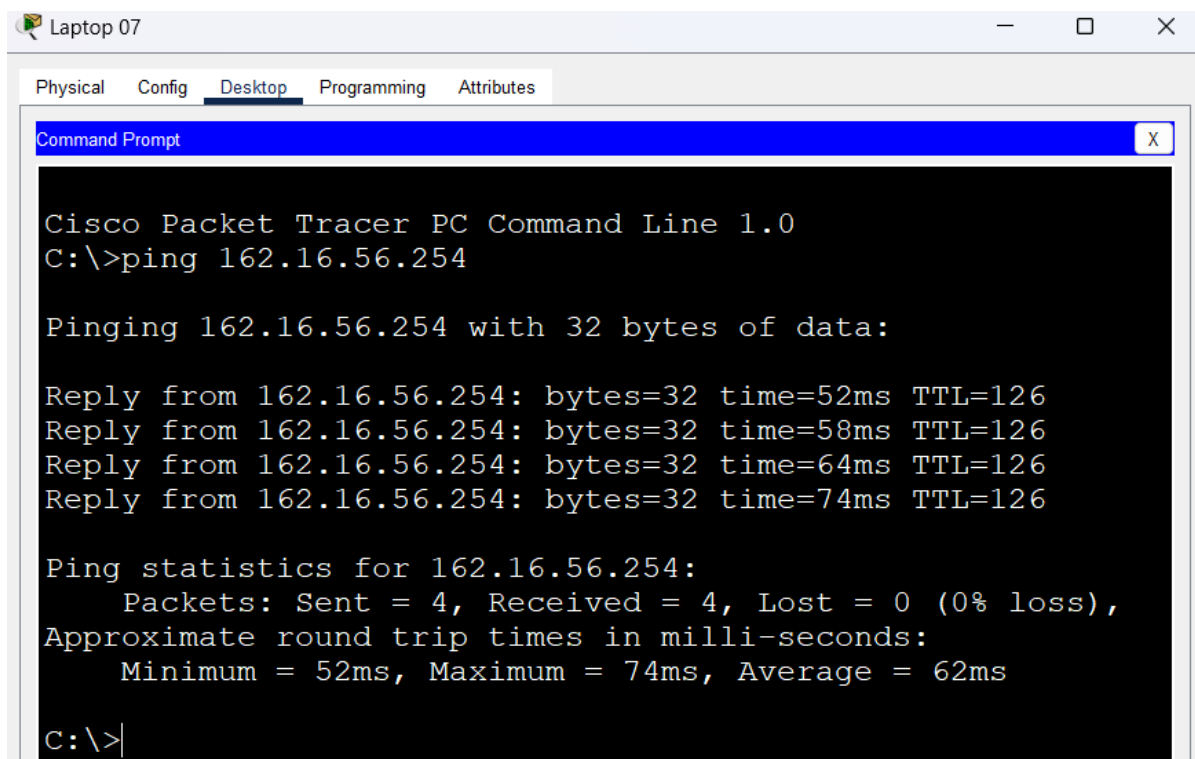 Laptop 07
Physical Config Desktop Programming Attributes
Command Prompt X
Cisco Packet Tracer PC Command Line 1.0
C:\>ping 162.16.56.254
Pinging 162.16.56.254 with 32 bytes of data:
Reply from 162.16.56.254: bytes=32 time=52ms TTL=126
Reply from 162.16.56.254: bytes=32 time=58ms TTL=126
Reply from 162.16.56.254: bytes=32 time=64ms TTL=126
Reply from 162.16.56.254: bytes=32 time=74ms TTL=126
Ping statistics for 162.16.56.254:
Packets: Sent = 4, Received = 4, Lost = 0 (0% loss),
Approximate round trip times in milli-seconds:
Minimum = 52ms, Maximum = 74ms, Average = 62ms
C:\>